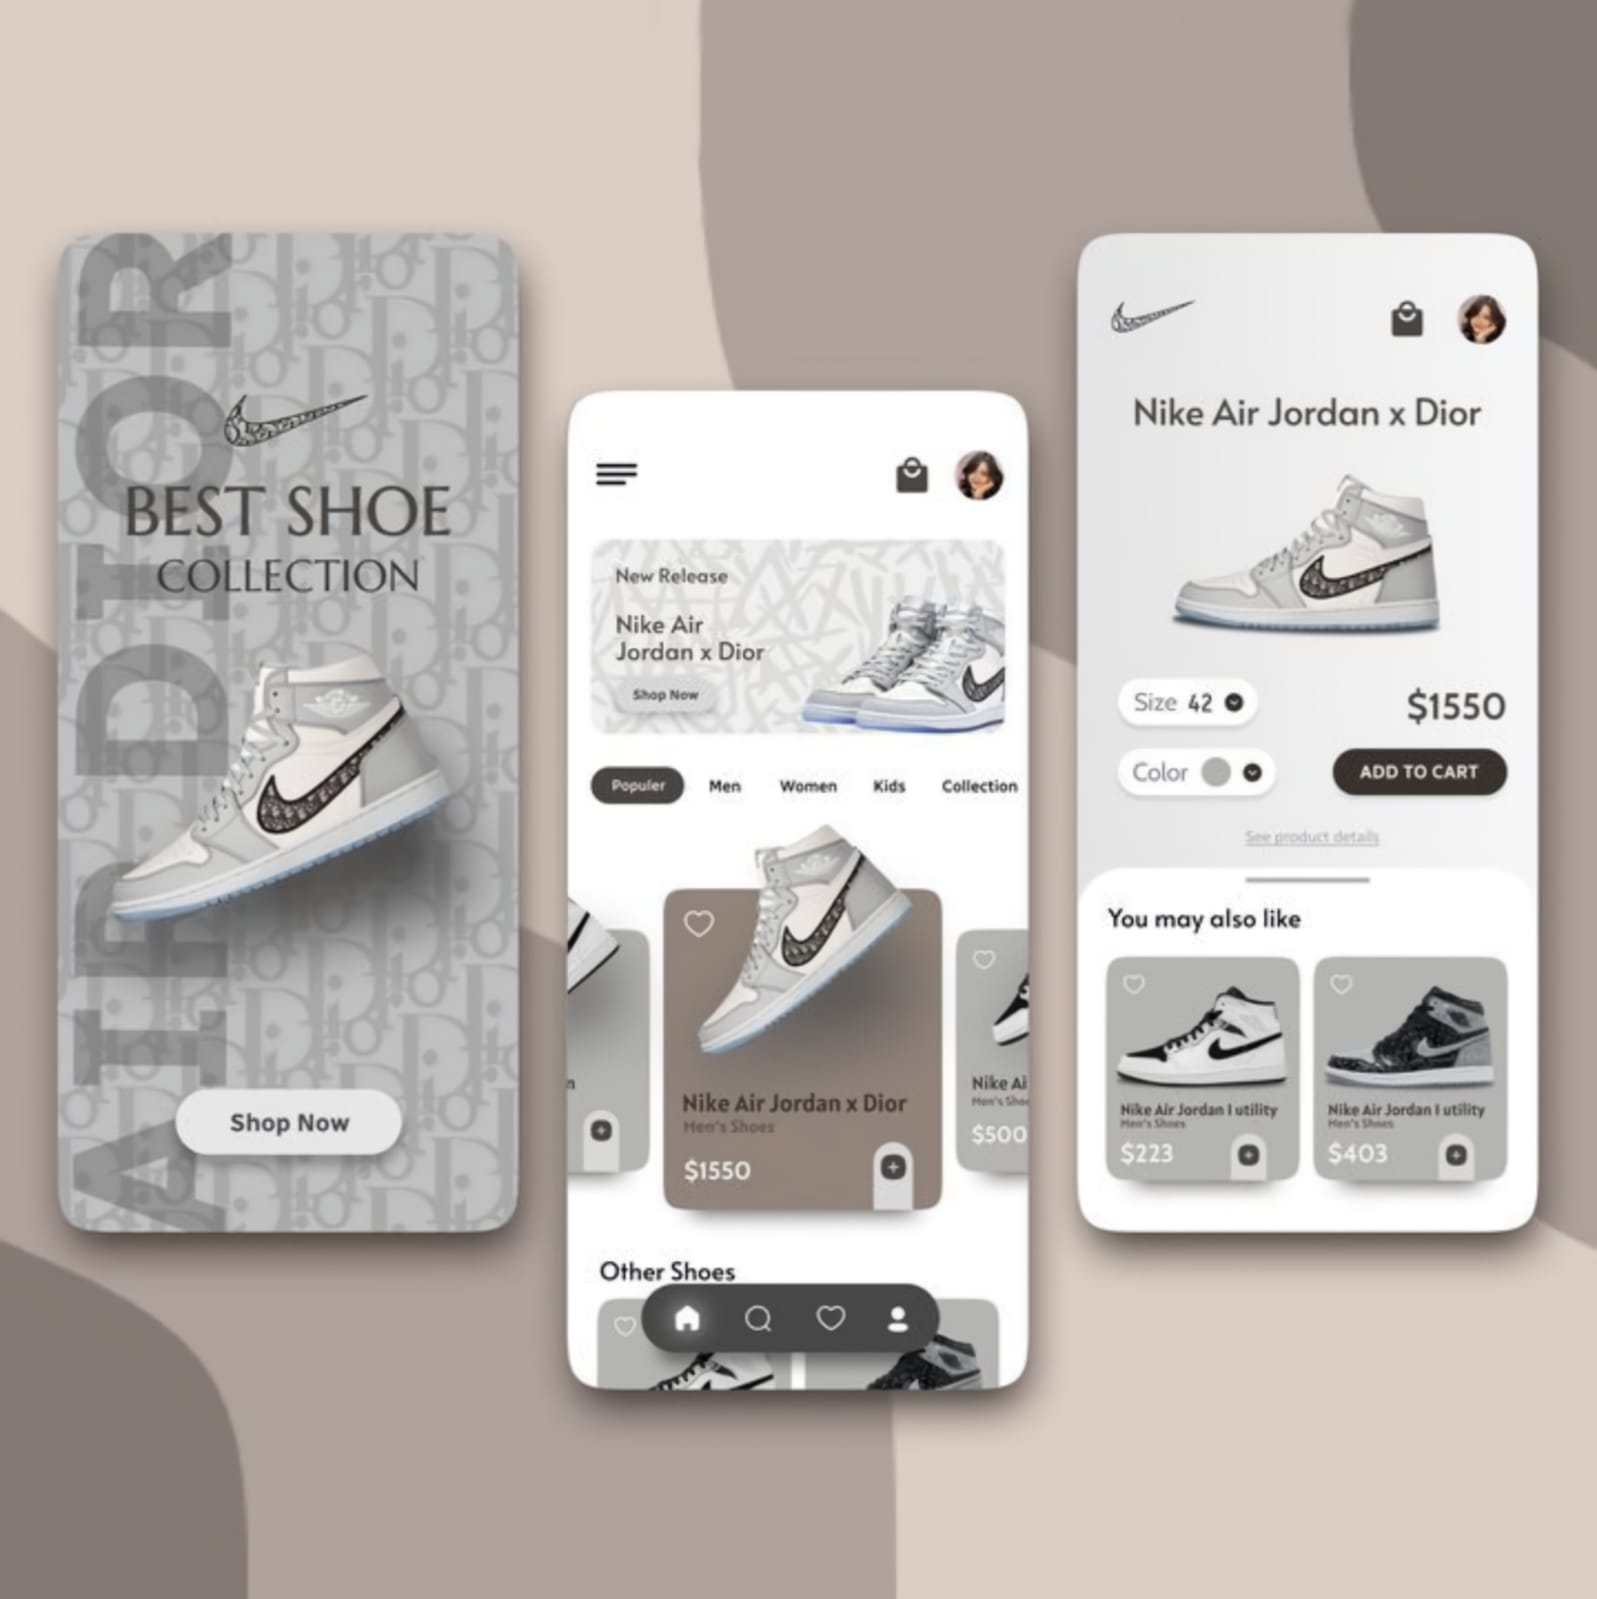 AIR DIOR
BEST SHOE
COLLECTION
Shop Now
New Release
Nike Air
Jordan x Dior
Shop Now
Populer
Men
Women
Kids
Collection
n
Nike Air Jordan x Dior
Men's Shoes
$1550
Nike Ai
Men's Shoe
$500
Other Shoes
Nike Air Jordan x Dior
Size 42
$1550
Color
ADD TO CART
See product details
You may also like
Nike Air Jordan I utility
Men's Shoes
$223
Nike Air Jordan I utility
Men's Shoes
$403